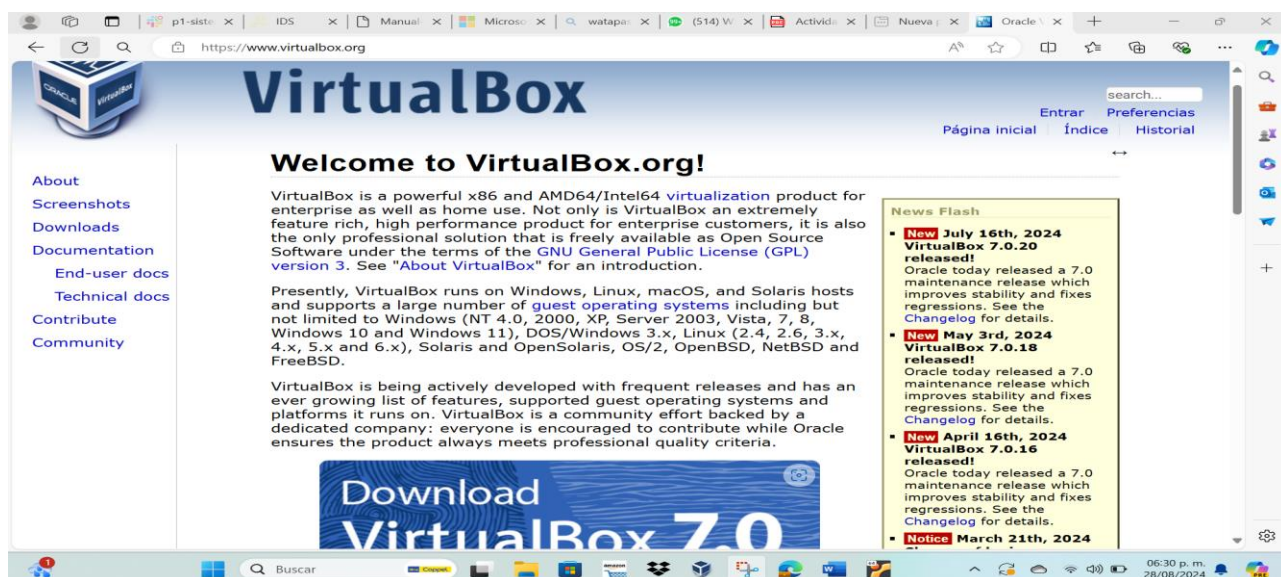 p1-siste
IDS
Manual
Microso
watapa
(514) W
Activida
Nueva p
Oracle
https://www.virtualbox.org
ORACLE
VirtualBox
VirtualBox
search...
Entrar Preferencias
Página inicial Índice Historial
About
Screenshots
Downloads
Documentation
End-user docs
Technical docs
Contribute
Community
Welcome to VirtualBox.org!
VirtualBox is a powerful x86 and AMD64/Intel64 virtualization product for
enterprise as well as home use. Not only is VirtualBox an extremely
feature rich, high performance product for enterprise customers, it is also
the only professional solution that is freely available as Open Source
Software under the terms of the GNU General Public License (GPL)
version 3. See "About VirtualBox" for an introduction.
Presently, VirtualBox runs on Windows, Linux, macOS, and Solaris hosts
and supports a large number of guest operating systems including but
not limited to Windows (NT 4.0, 2000, XP, Server 2003, Vista, 7, 8,
Windows 10 and Windows 11), DOS/Windows 3.x, Linux (2.4, 2.6, 3.x,
4.x, 5.x and 6.x), Solaris and OpenSolaris, OS/2, OpenBSD, NetBSD and
FreeBSD.
VirtualBox is being actively developed with frequent releases and has an
ever growing list of features, supported guest operating systems and
platforms it runs on. VirtualBox is a community effort backed by a
dedicated company: everyone is encouraged to contribute while Oracle
ensures the product always meets professional quality criteria.
Download
VirtualBox 7.0
News Flash
New July 16th, 2024
VirtualBox 7.0.20
released!
Oracle today released a 7.0
maintenance release which
improves stability and fixes
regressions. See the
Changelog for details.
New May 3rd, 2024
VirtualBox 7.0.18
released!
Oracle today released a 7.0
maintenance release which
improves stability and fixes
regressions. See the
Changelog for details.
New April 16th, 2024
VirtualBox 7.0.16
released!
Oracle today released a 7.0
maintenance release which
improves stability and fixes
regressions. See the
Changelog for details.
Notice March 21th, 2024
1
Buscar
Coppel
amazon
06:30 p. m.
28/08/2024